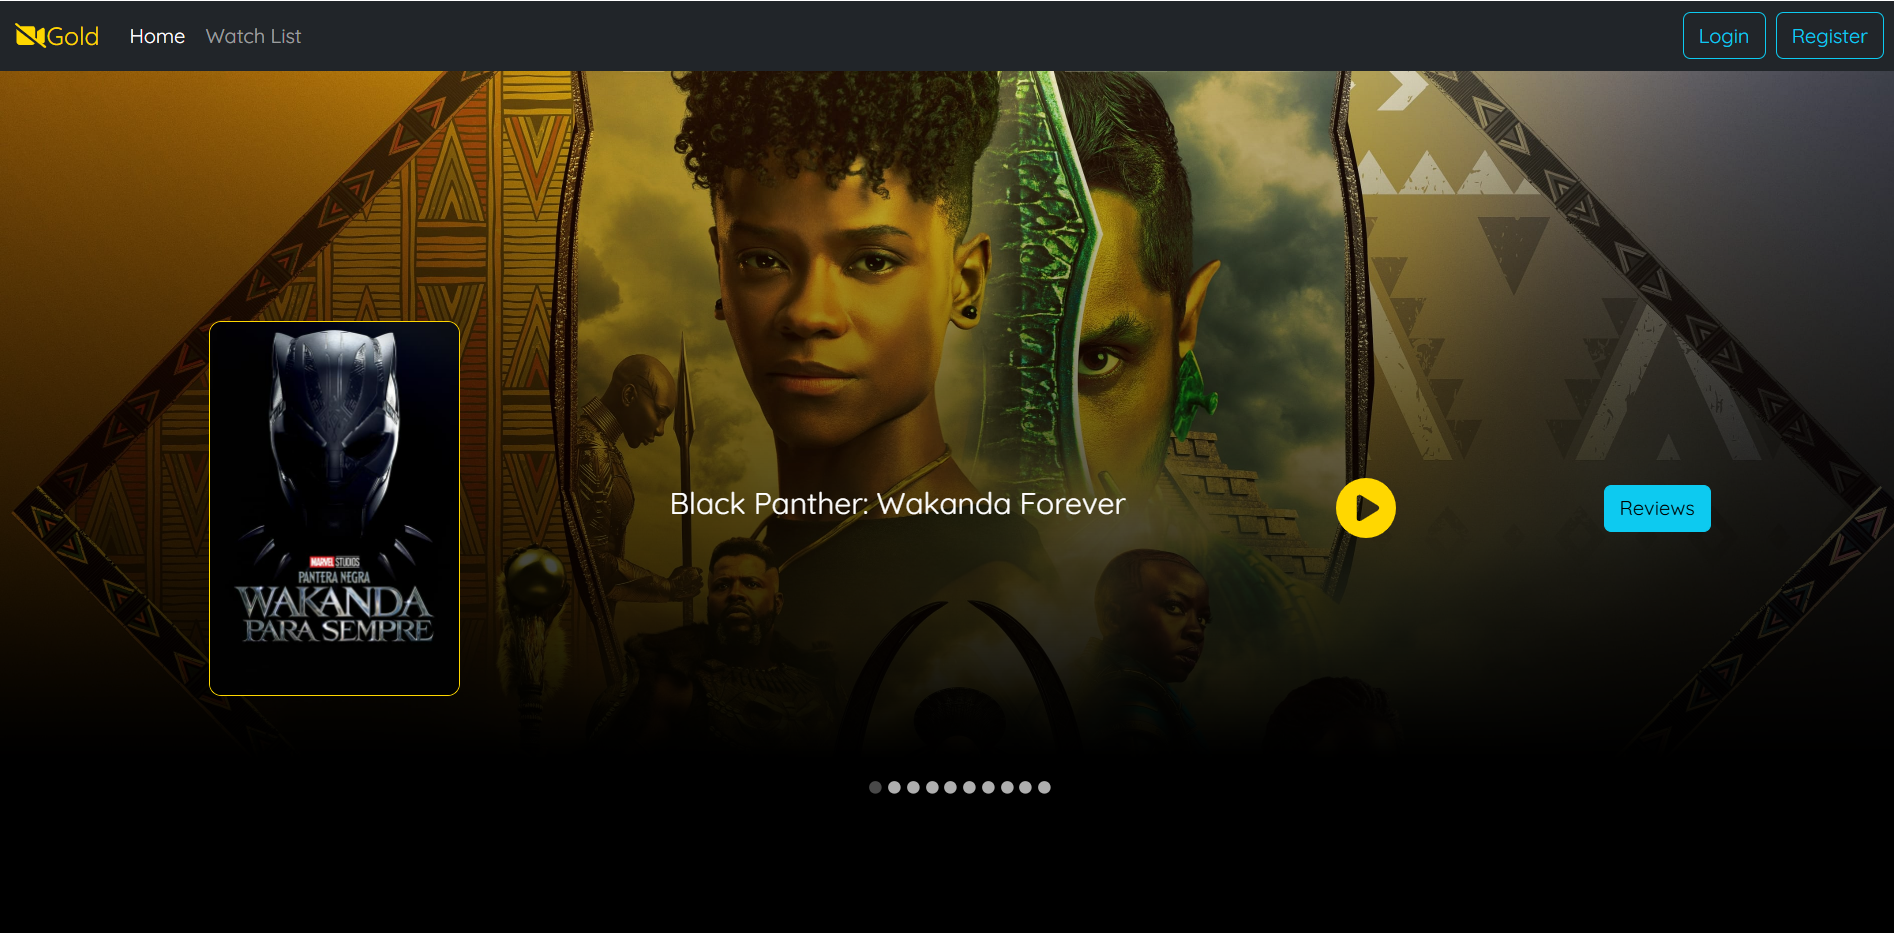 Gold
Home
Watch List
Login
Register
MARVEL STUDIOS
PANTERA NEGRA
WAKANDA
PARA SEMPRE
Black Panther: Wakanda Forever
Reviews